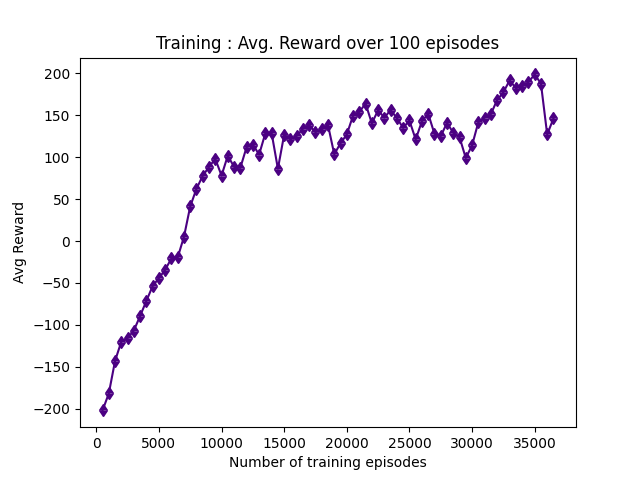 Training : Avg. Reward over 100 episodes
200
150
100
50
0
−50
−100
−150
−200
Avg Reward
0 5000 10000 15000 20000 25000 30000 35000
Number of training episodes